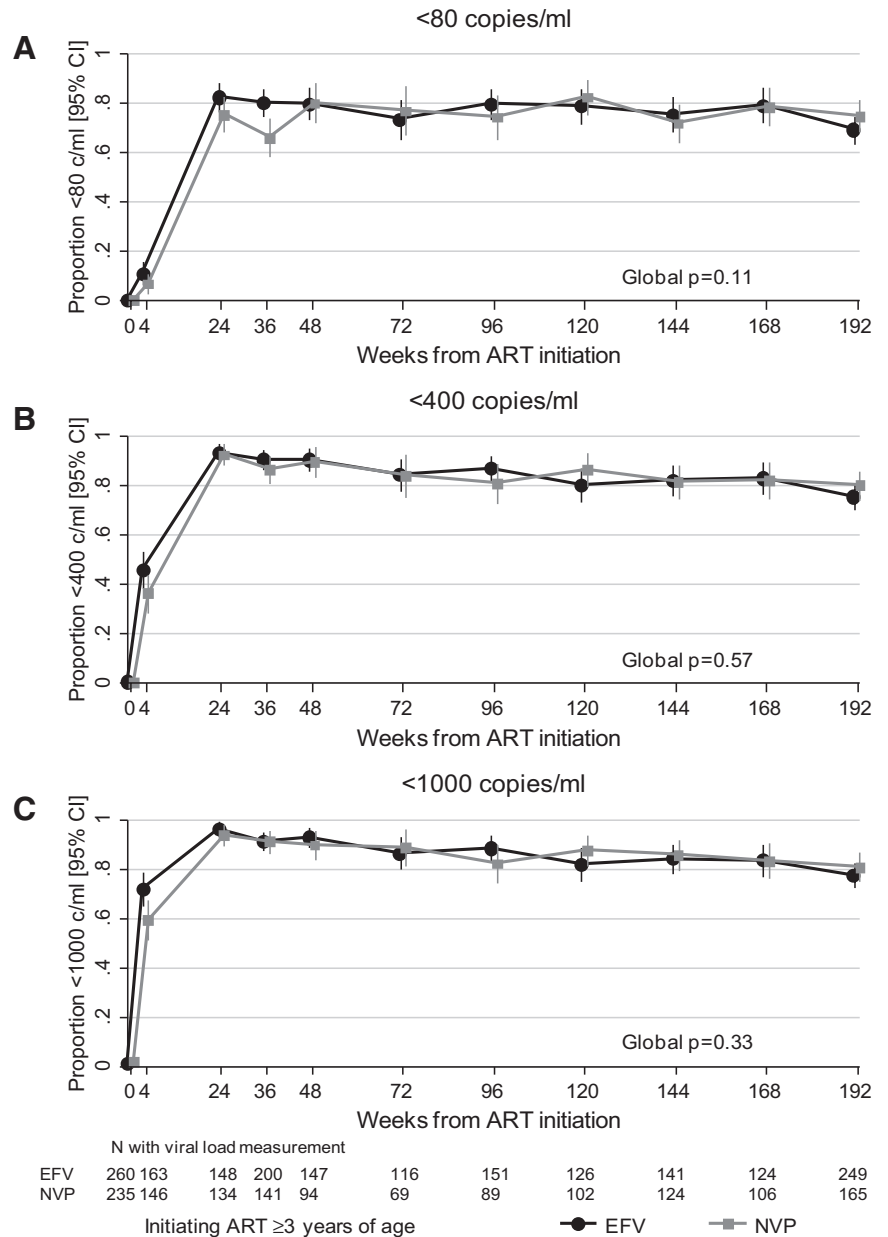 <80 copies/ml
A
Proportion <80 c/ml [95% CI]
1
.8
.6
.4
.2
0
Global p=0.11
0 4 24 36 48 72 96 120 144 168 192
Weeks from ART initiation
<400 copies/ml
B
Proportion <400 c/ml [95% CI]
1
.8
.6
.4
.2
0
Global p=0.57
0 4 24 36 48 72 96 120 144 168 192
Weeks from ART initiation
<1000 copies/ml
C
Proportion <1000 c/ml [95% CI]
1
.8
.6
.4
.2
0
Global p=0.33
0 4 24 36 48 72 96 120 144 168 192
Weeks from ART initiation
N with viral load measurement
EFV 260 163 148 200 147 116 151 126 141 124 249
NVP 235 146 134 141 94 69 89 102 124 106 165
Initiating ART ≥3 years of age EFV NVP